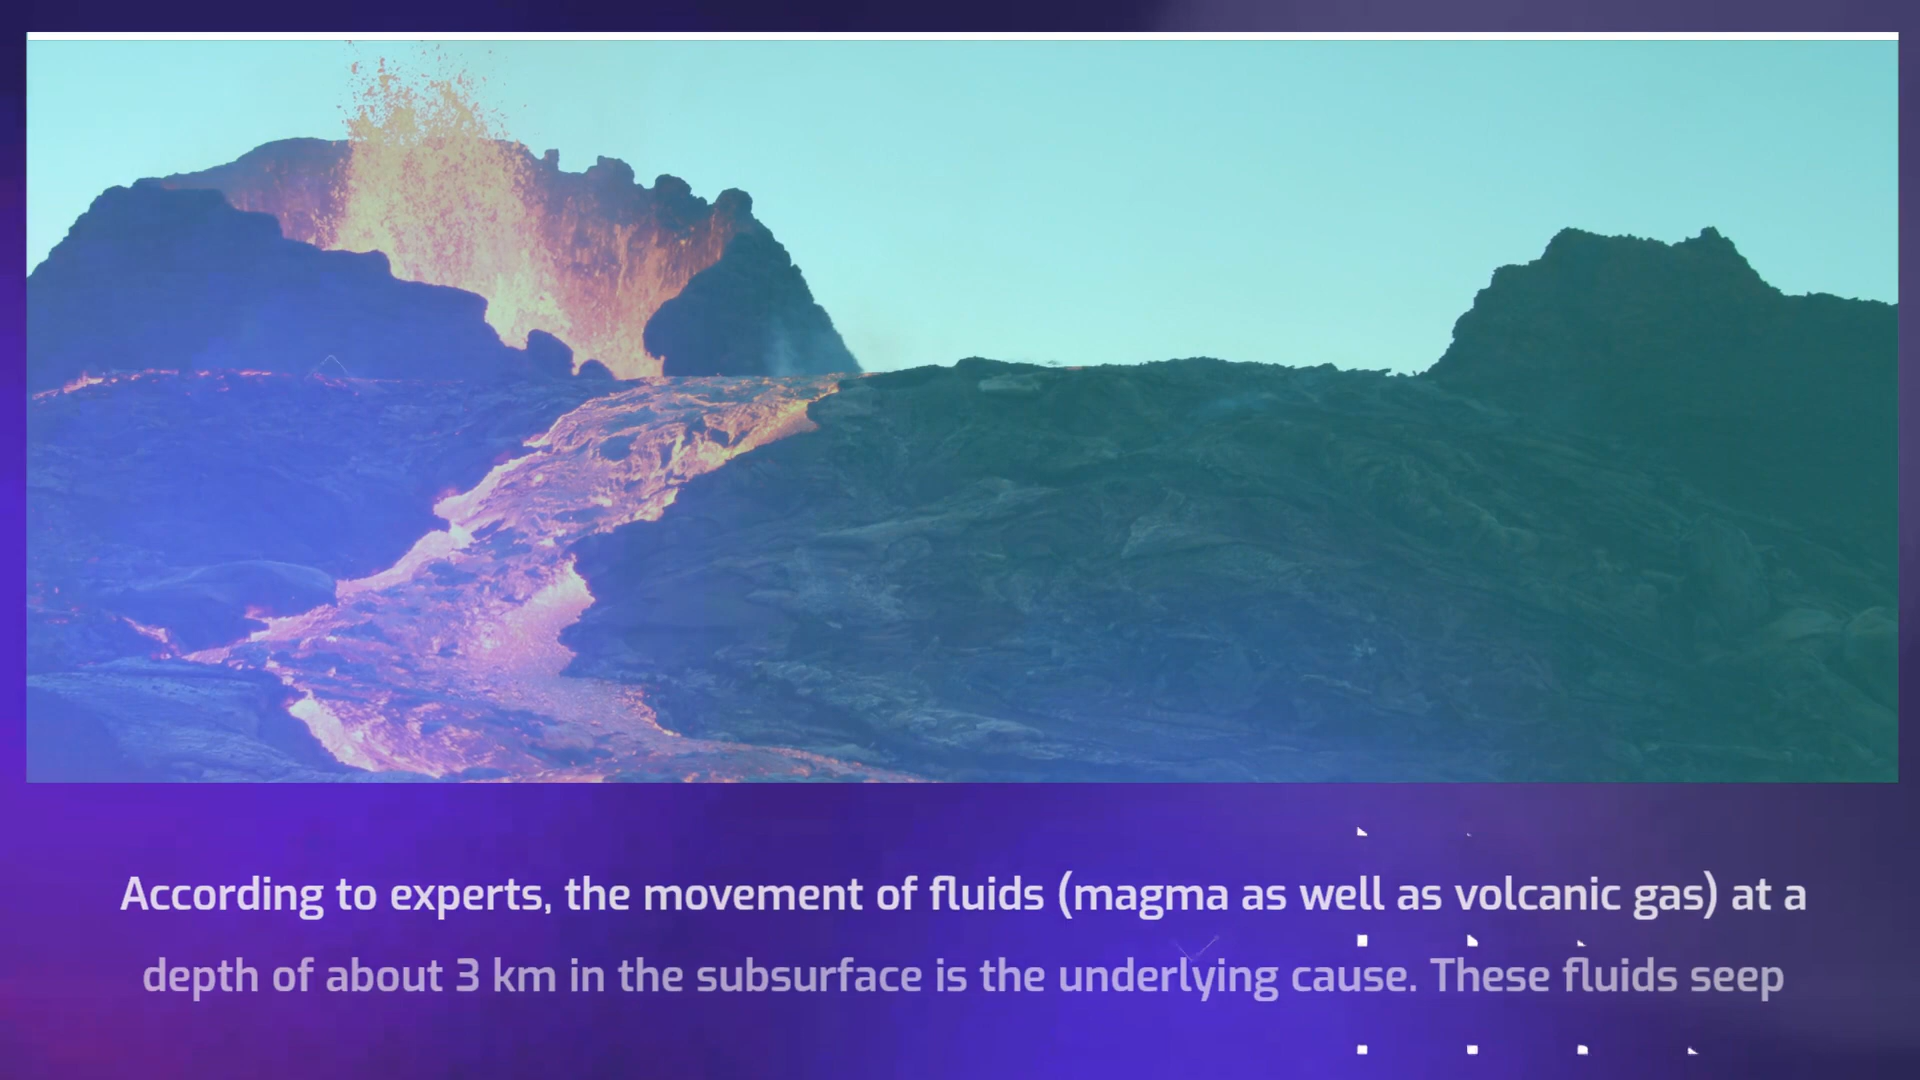 According to experts, the movement of fluids (magma as well as volcanic gas) at a
depth of about 3 km in the subsurface is the underlying cause. These fluids seep